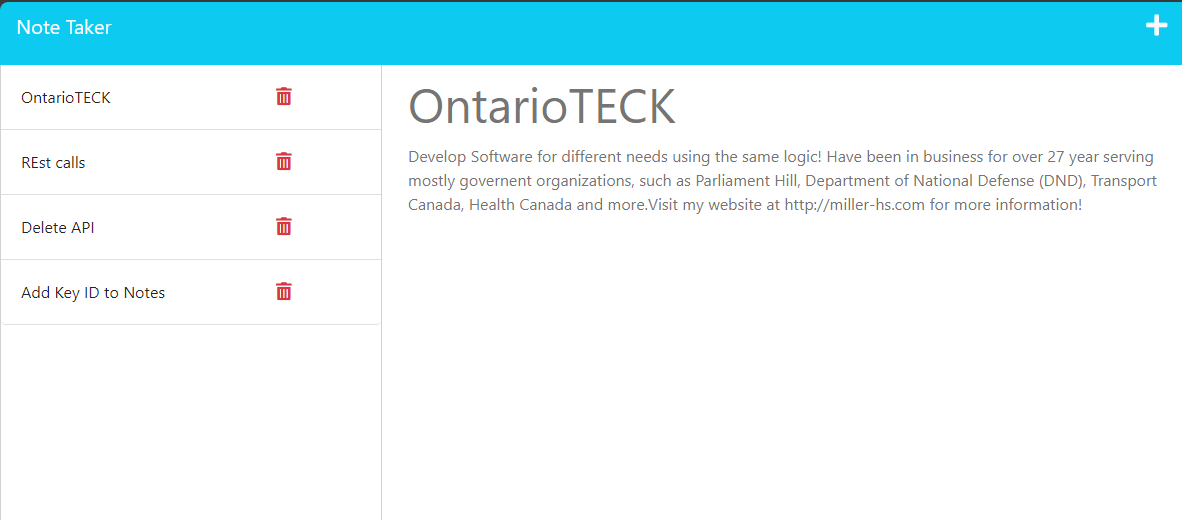 Note Taker
OntarioTECK
REst calls
Delete API
Add Key ID to Notes
OntarioTECK
Develop Software for different needs using the same logic! Have been in business for over 27 year serving
mostly governent organizations, such as Parliament Hill, Department of National Defense (DND), Transport
Canada, Health Canada and more.Visit my website at http://miller-hs.com for more information!